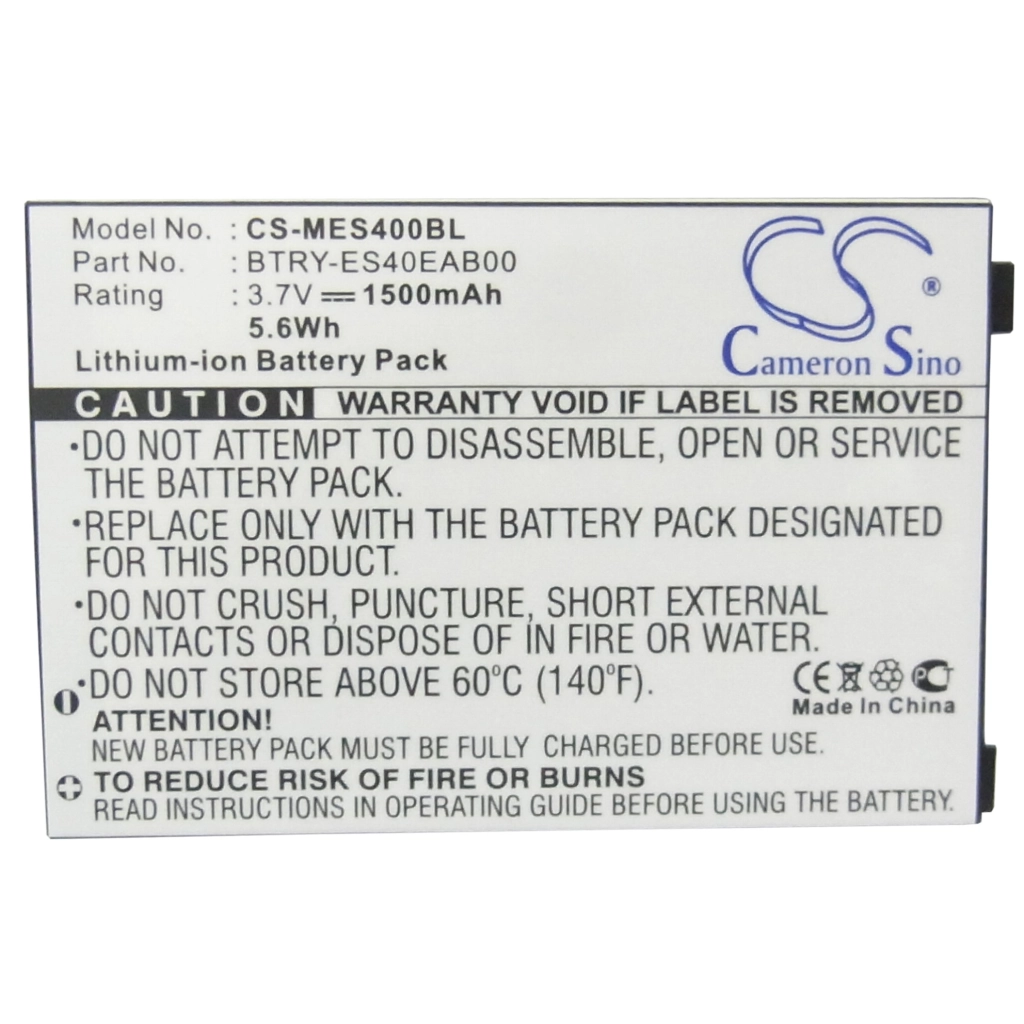 Model No. : CS-MES400BL
Part No. : BTRY-ES40EAB00
Rating : 3.7V ⎓ 1500mAh
5.6Wh
Lithium-ion Battery Pack
CS ®
Cameron Sino
CAUTION WARRANTY VOID IF LABEL IS REMOVED
•DO NOT ATTEMPT TO DISASSEMBLE, OPEN OR SERVICE
THE BATTERY PACK.
•REPLACE ONLY WITH THE BATTERY PACK DESIGNATED
FOR THIS PRODUCT.
•DO NOT CRUSH, PUNCTURE, SHORT EXTERNAL
CONTACTS OR DISPOSE OF IN FIRE OR WATER.
•DO NOT STORE ABOVE 60°C (140°F).
CE PCT
Made In China
ATTENTION!
NEW BATTERY PACK MUST BE FULLY CHARGED BEFORE USE.
TO REDUCE RISK OF FIRE OR BURNS
READ INSTRUCTIONS IN OPERATING GUIDE BEFORE USING THE BATTERY.